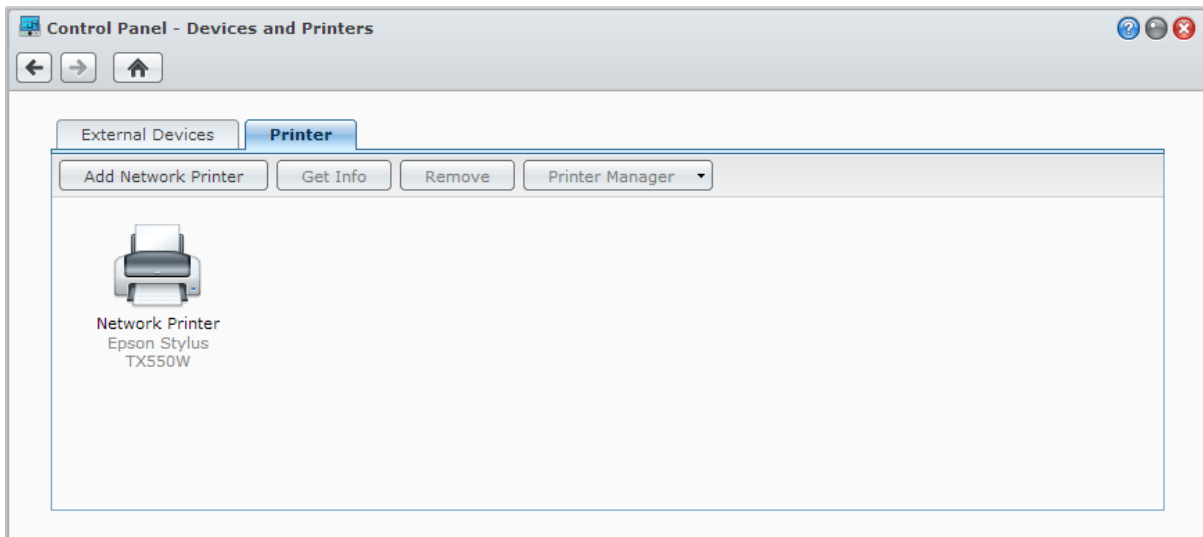 Control Panel - Devices and Printers
External Devices
Printer
Add Network Printer
Get Info
Remove
Printer Manager
Network Printer
Epson Stylus
TX550W